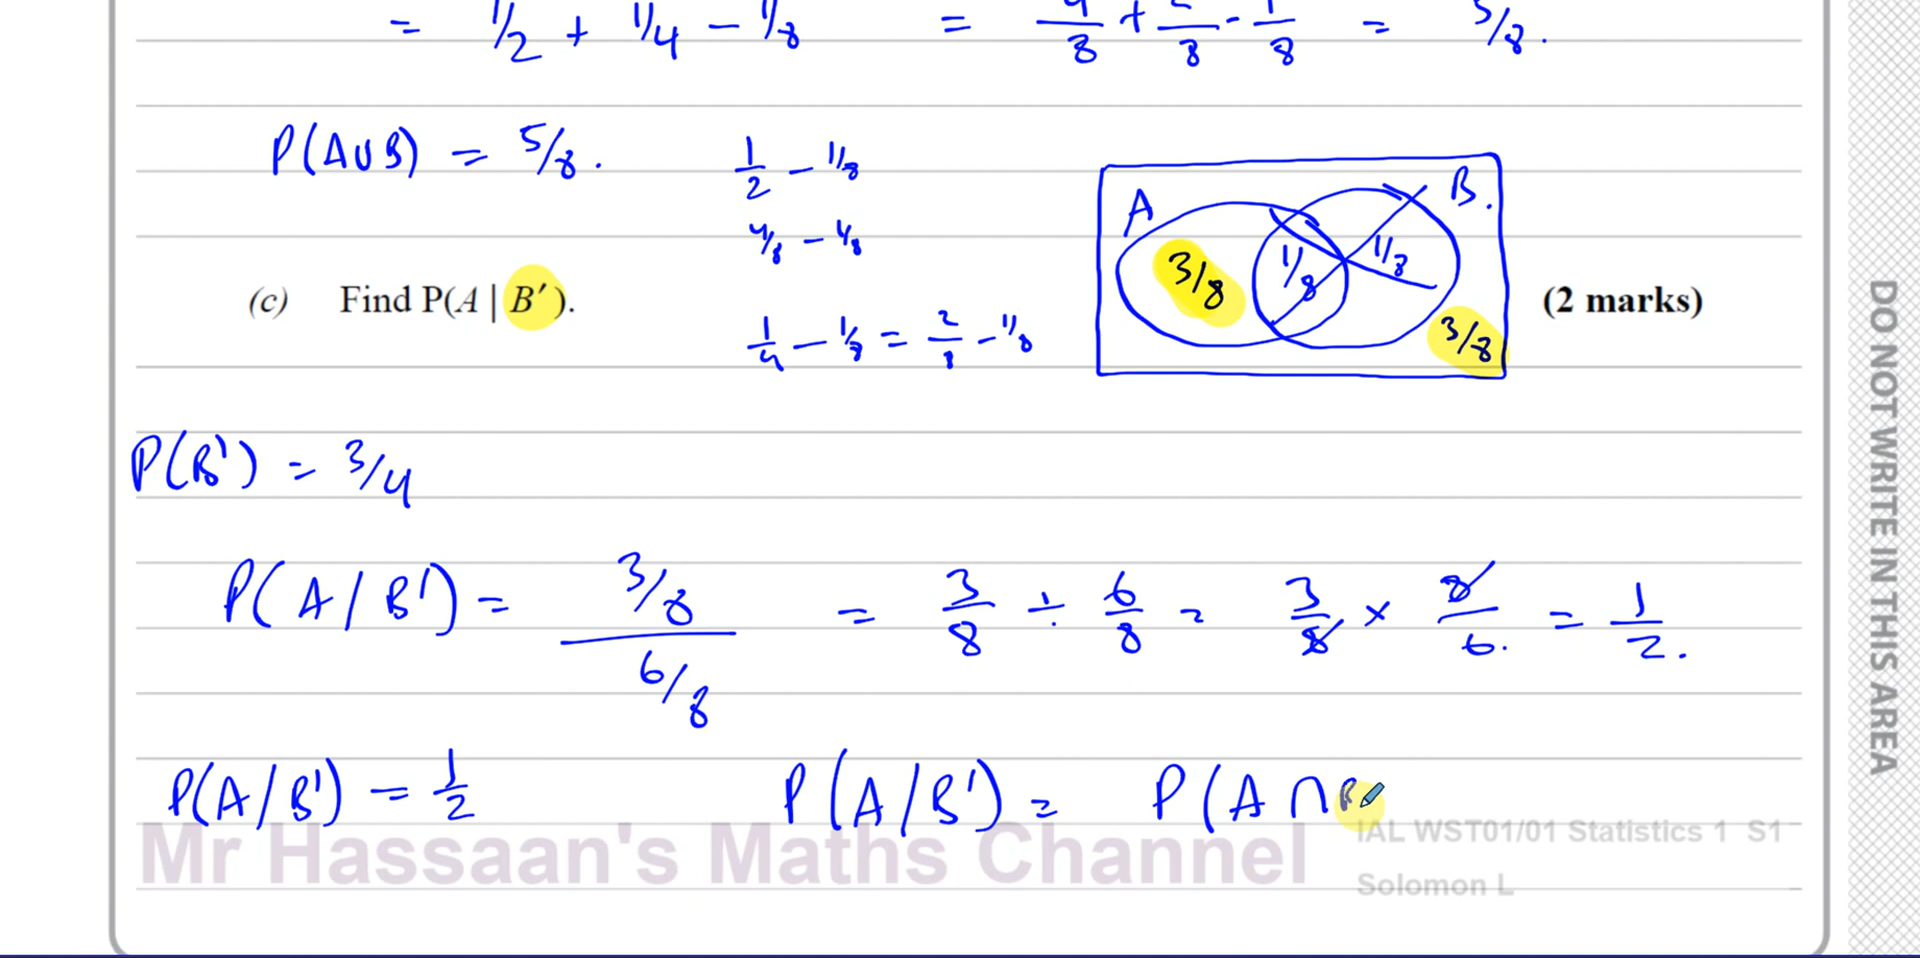 = 1/2 + 1/4 - 1/8 = 4/8 + 2/8 - 1/8 = 5/8.
P(A∪B) = 5/8.
1/2 - 1/8
4/8 - 1/8
A B.
3/8 1/8 1/8
3/8
(c) Find P(A | B′). (2 marks)
1/4 - 1/8 = 2/8 - 1/8
P(B') = 3/4
P(A/B') = 3/8 / 6/8 = 3/8 ÷ 6/8 = 3/8 × 8/6. = 1/2.
P(A/B') = 1/2 P(A/B') = P(A ∩ B
Mr Hassaan's Maths Channel
IAL WST01/01 Statistics 1 S1
Solomon L
DO NOT WRITE IN THIS AREA